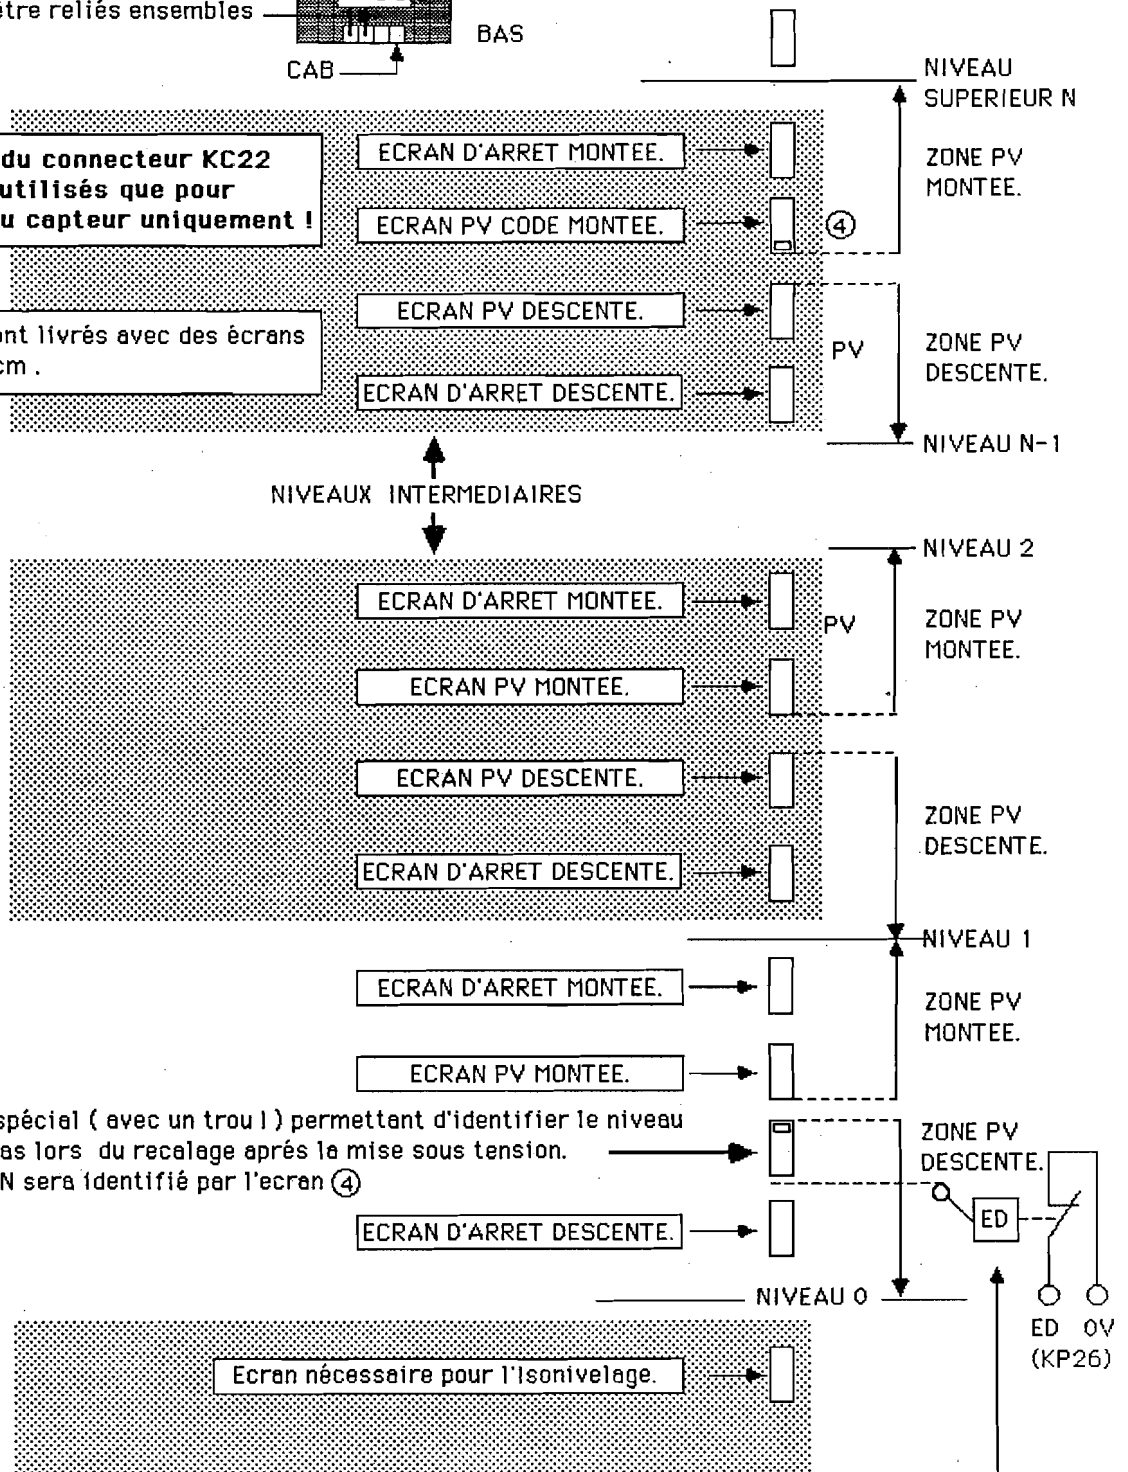 être reliés ensembles
BAS
CAB
NIVEAU
SUPERIEUR N
du connecteur KC22
utilisés que pour
u capteur uniquement !
ECRAN D'ARRET MONTEE.
ZONE PV
MONTEE.
ECRAN PV CODE MONTEE.
4
ECRAN PV DESCENTE.
ont livrés avec des écrans
cm .
PV
ZONE PV
DESCENTE.
ECRAN D'ARRET DESCENTE.
NIVEAU N-1
NIVEAUX INTERMEDIAIRES
NIVEAU 2
ECRAN D'ARRET MONTEE.
PV
ZONE PV
MONTEE.
ECRAN PV MONTEE.
ECRAN PV DESCENTE.
ZONE PV
DESCENTE.
ECRAN D'ARRET DESCENTE.
NIVEAU 1
ECRAN D'ARRET MONTEE.
ZONE PV
MONTEE.
ECRAN PV MONTEE.
spécial ( avec un trou ! ) permettant d'identifier le niveau
as lors du recalage aprés la mise sous tension.
N sera identifié par l'ecran 4
ZONE PV
DESCENTE.
ECRAN D'ARRET DESCENTE.
ED
NIVEAU 0
ED 0V
(KP26)
Ecran nécessaire pour l'Isonivelage.